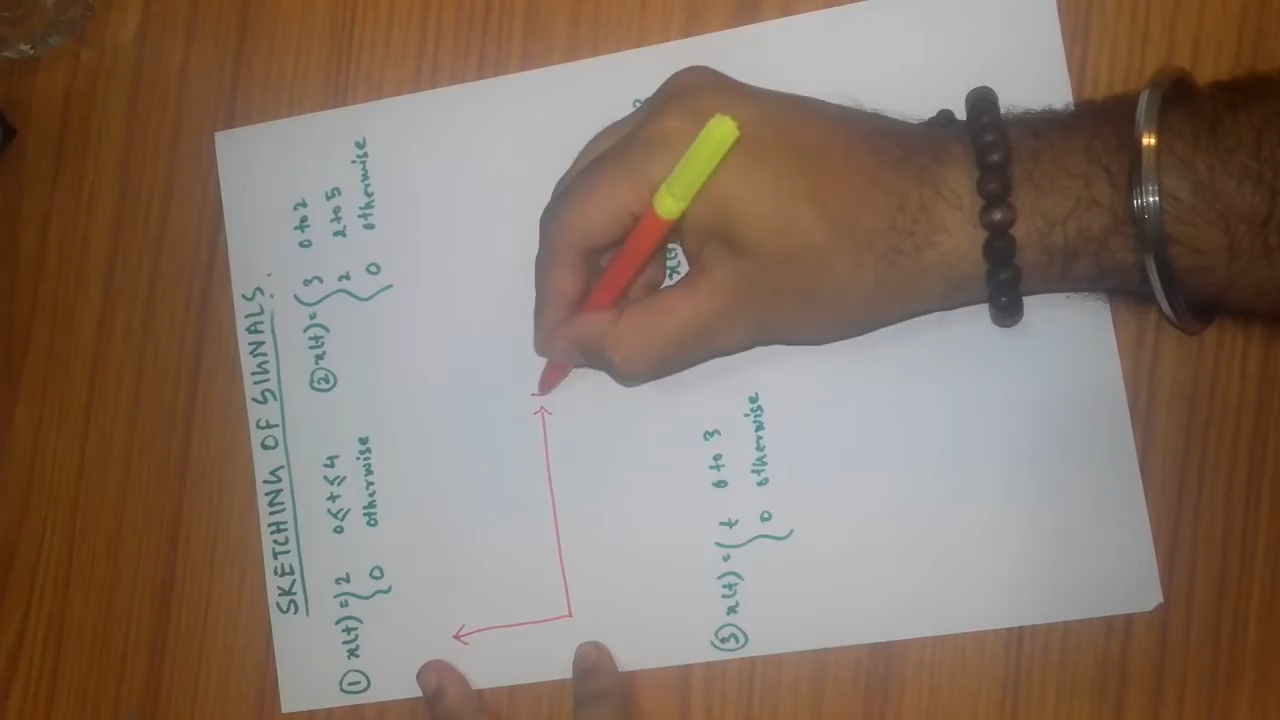 SKETCHING OF SIGNALS.
① x(t) = { 2 0≤t≤4
0 otherwise
② x(t) = { 3 0 to 2
2 2 to 5
0 otherwise
③ x(t) = { t 0 to 3
0 otherwise
x(t)